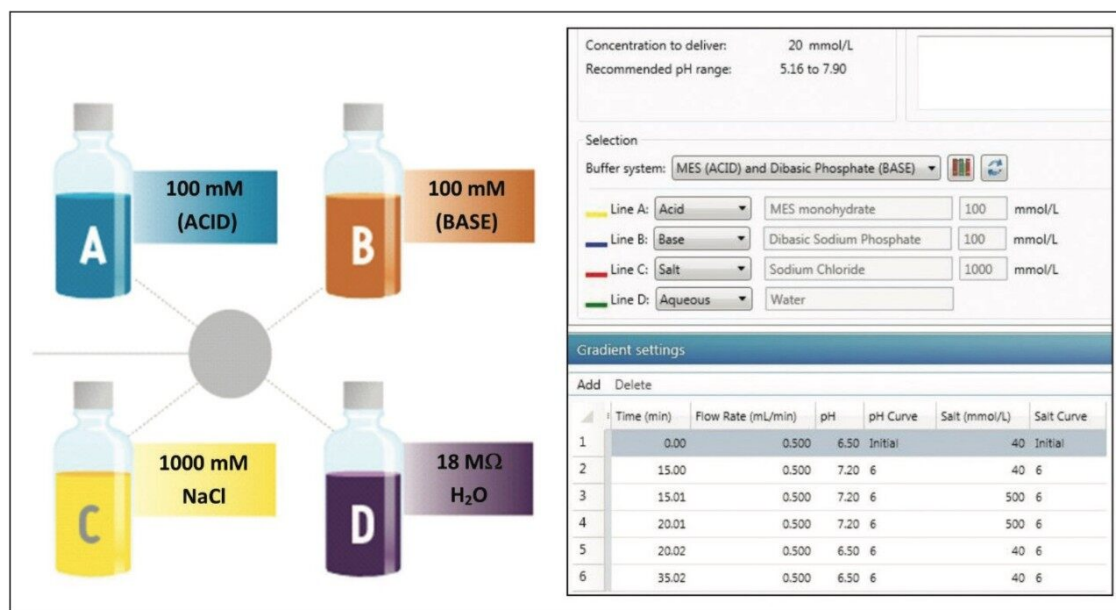 A
100 mM
(ACID)
B
100 mM
(BASE)
C
1000 mM
NaCl
D
18 MΩ
H₂O
Concentration to deliver: 20 mmol/L
Recommended pH range: 5.16 to 7.90
Selection
Buffer system: MES (ACID) and Dibasic Phosphate (BASE)
Line A: Acid MES monohydrate 100 mmol/L
Line B: Base Dibasic Sodium Phosphate 100 mmol/L
Line C: Salt Sodium Chloride 1000 mmol/L
Line D: Aqueous Water
Gradient settings
Add Delete
Time (min) Flow Rate (mL/min) pH pH Curve Salt (mmol/L) Salt Curve
1 0.00 0.500 6.50 Initial 40 Initial
2 15.00 0.500 7.20 6 40 6
3 15.01 0.500 7.20 6 500 6
4 20.01 0.500 7.20 6 500 6
5 20.02 0.500 6.50 6 40 6
6 35.02 0.500 6.50 6 40 6